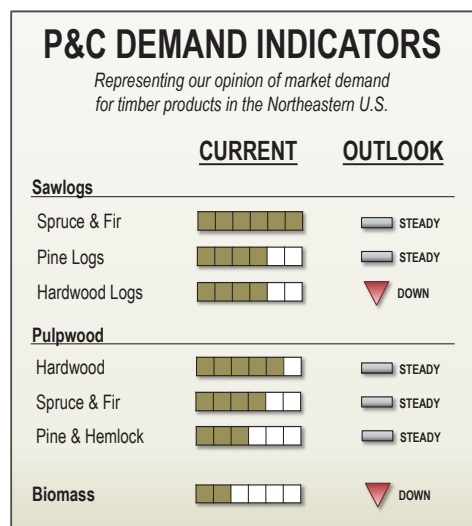 P&C DEMAND INDICATORS
Representing our opinion of market demand
for timber products in the Northeastern U.S.
CURRENT OUTLOOK
Sawlogs
Spruce & Fir STEADY
Pine Logs STEADY
Hardwood Logs DOWN
Pulpwood
Hardwood STEADY
Spruce & Fir STEADY
Pine & Hemlock STEADY
Biomass DOWN